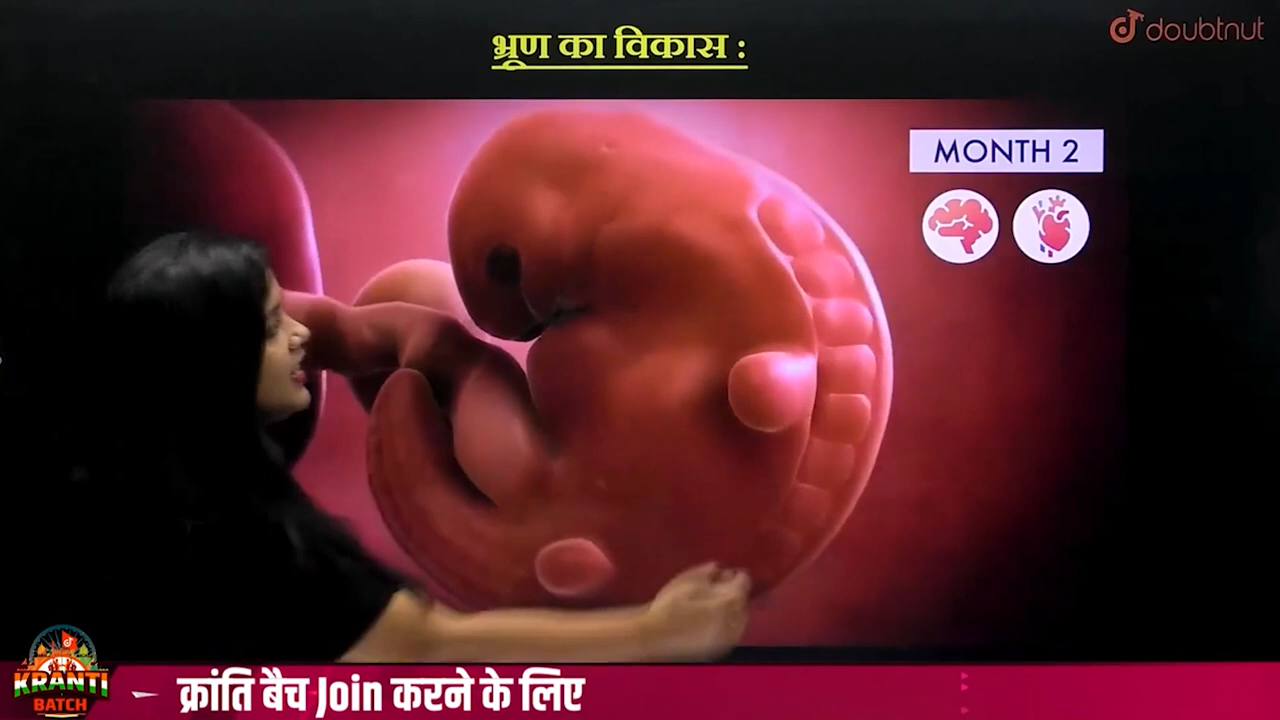 भ्रूण का विकास :
doubtnut
MONTH 2
KRANTI
BATCH
क्रांति बैच Join करने के लिए